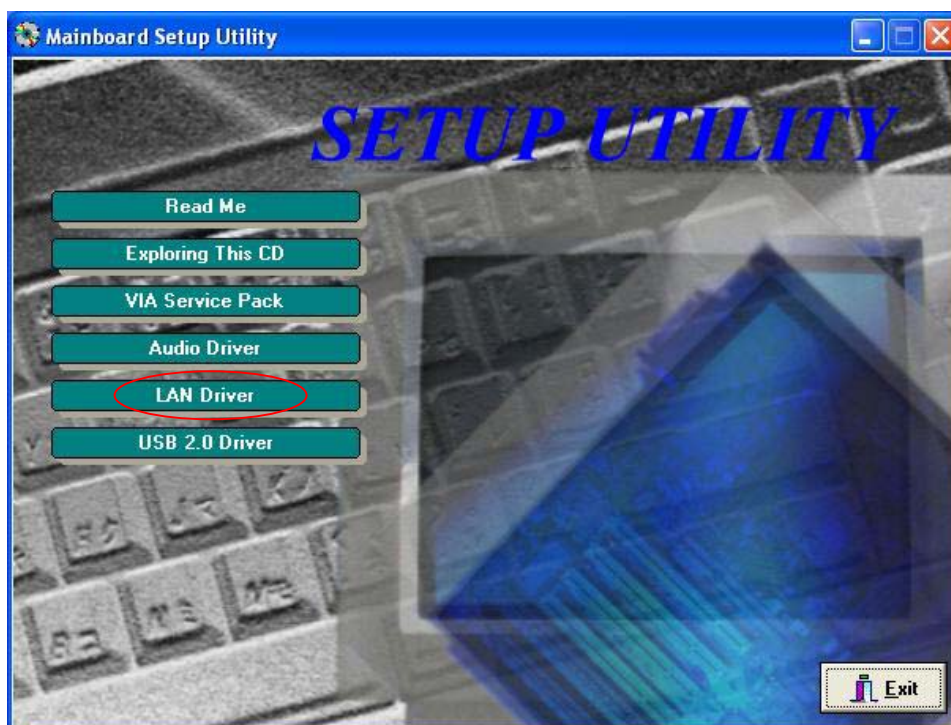 Mainboard Setup Utility
SETUP UTILITY
Read Me
Exploring This CD
VIA Service Pack
Audio Driver
LAN Driver
USB 2.0 Driver
Exit